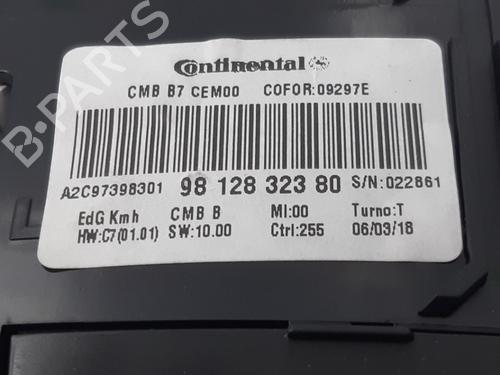 Continental
CMB B7 CEM00 COFOR:09297E
A2C97398301 98 128 323 80 S/N:022861
EdG Kmh CMB B MI:00 Turno:T
HW:C7(01.01) SW:10.00 Ctrl:255 06/03/18
B-PARTS